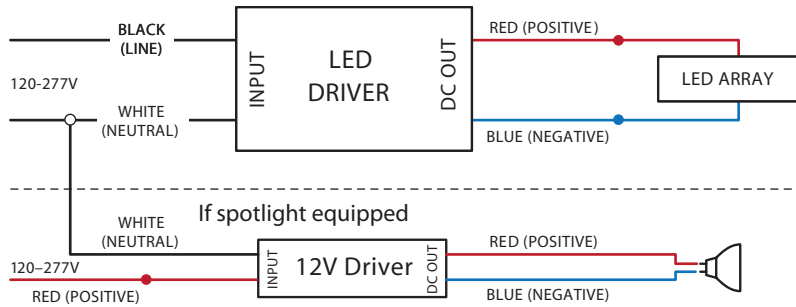 BLACK
(LINE)
120-277V
WHITE
(NEUTRAL)
INPUT
LED
DRIVER
DC OUT
RED (POSITIVE)
LED ARRAY
BLUE (NEGATIVE)
If spotlight equipped
WHITE
(NEUTRAL)
120–277V
RED (POSITIVE)
INPUT
12V Driver
DC OUT
RED (POSITIVE)
BLUE (NEGATIVE)